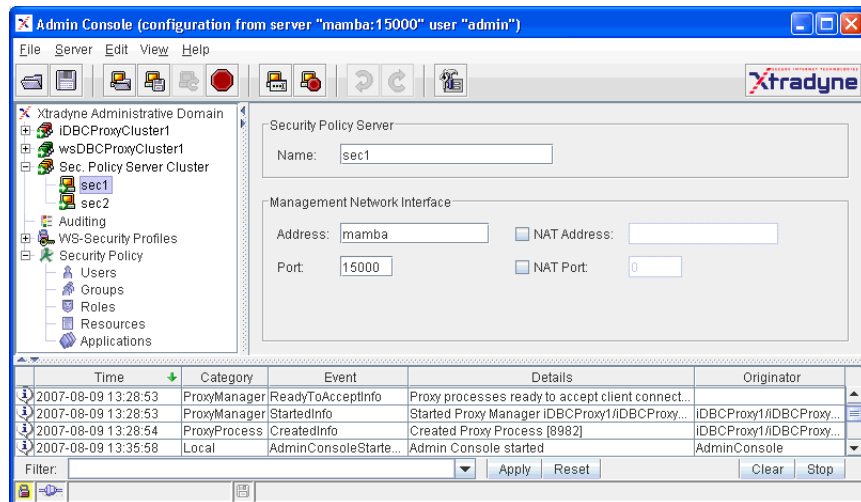 Admin Console (configuration from server "mamba:15000" user "admin")
File Server Edit View Help
SECURE INTERNET TECHNOLOGIES
Xtradyne
Xtradyne Administrative Domain
iDBCProxyCluster1
wsDBCProxyCluster1
Sec. Policy Server Cluster
sec1
sec2
Auditing
WS-Security Profiles
Security Policy
Users
Groups
Roles
Resources
Applications
Security Policy Server
Name: sec1
Management Network Interface
Address: mamba NAT Address:
Port: 15000 NAT Port: 0
Time Category Event Details Originator
2007-08-09 13:28:53 ProxyManager ReadyToAcceptInfo Proxy processes ready to accept client connect...
2007-08-09 13:28:53 ProxyManager StartedInfo Started Proxy Manager iDBCProxy1/iDBCProxy... iDBCProxy1/iDBCProxy...
2007-08-09 13:28:54 ProxyProcess CreatedInfo Created Proxy Process [8982] iDBCProxy1/iDBCProxy...
2007-08-09 13:35:58 Local AdminConsoleStarte... Admin Console started AdminConsole
Filter: Apply Reset Clear Stop